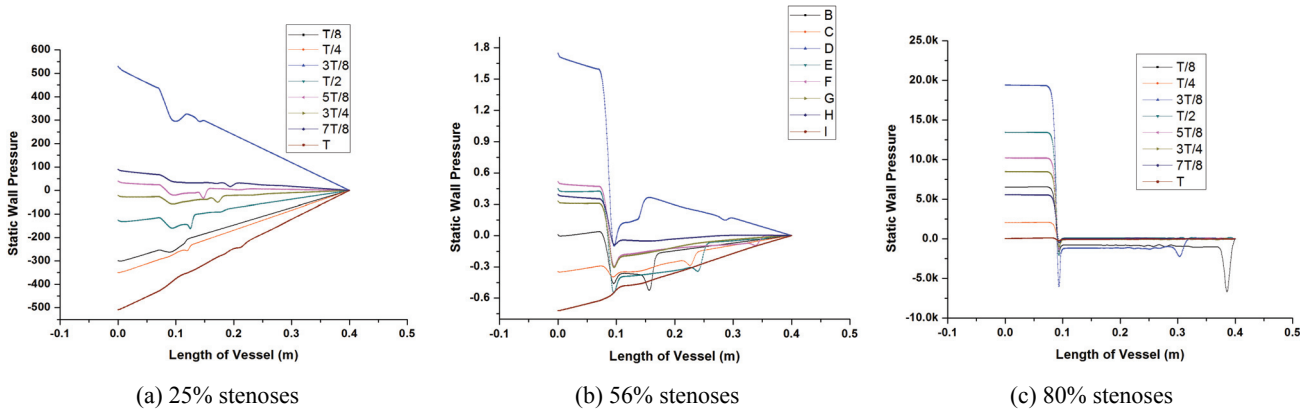 600
500
400
300
200
100
0
-100
-200
-300
-400
-500
-0.1
0.0
0.1
0.2
0.3
0.4
0.5
Static Wall Pressure
Length of Vessel (m)
T/8
T/4
3T/8
T/2
5T/8
3T/4
7T/8
T
(a) 25% stenoses
1.8
1.5
1.2
0.9
0.6
0.3
0.0
-0.3
-0.6
-0.1
0.0
0.1
0.2
0.3
0.4
0.5
Static Wall Pressure
Length of Vessel (m)
B
C
D
E
F
G
H
I
(b) 56% stenoses
25.0k
20.0k
15.0k
10.0k
5.0k
0.0
-5.0k
-10.0k
-0.1
0.0
0.1
0.2
0.3
0.4
0.5
Static Wall Pressure
Length of Vessel (m)
T/8
T/4
3T/8
T/2
5T/8
3T/4
7T/8
T
(c) 80% stenoses